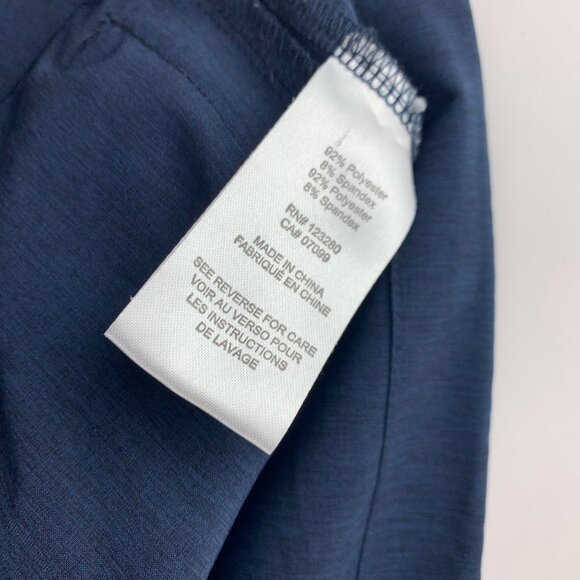 92% Polyester
8% Spandex
92% Polyester
8% Spandex
RN# 123280
CA# 07099
MADE IN CHINA
FABRIQUÉ EN CHINE
SEE REVERSE FOR CARE
VOIR AU VERSO POUR
LES INSTRUCTIONS
DE LAVAGE